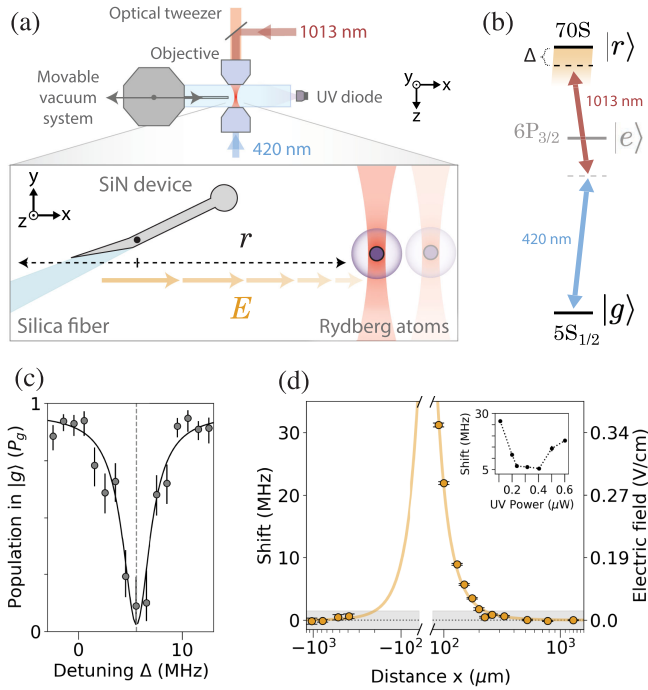 (a)
Optical tweezer
1013 nm
Objective
Movable
vacuum
system
UV diode
x
z
y
420 nm
SiN device
y
z
x
r
E
Silica fiber
Rydberg atoms
(b)
70S
|r⟩
Δ
1013 nm
6P3/2
|e⟩
420 nm
|g⟩
5S1/2
(c)
1
Population in |g⟩ (Pg)
1
0
10
Detuning Δ (MHz)
(d)
30
Shift (MHz)
20
10
0
−10³
−10²
10²
10³
Distance x (μm)
0.34
0.27
0.19
0.0
Electric field (V/cm)
30
Shift (MHz)
5
0.2
0.4
0.6
UV Power (μW)